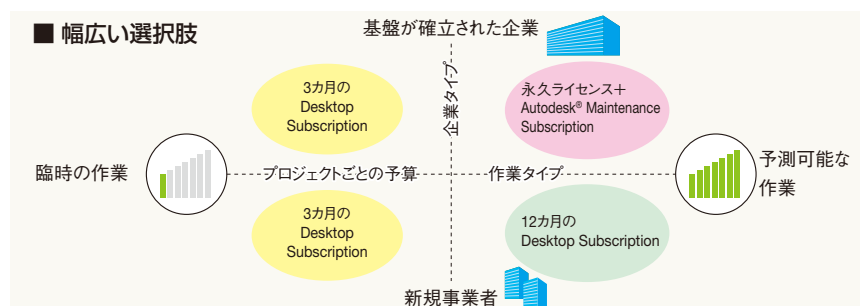 ■ 幅広い選択肢
基盤が確立された企業
3カ月の
Desktop
Subscription
企業タイプ
永久ライセンス＋
Autodesk® Maintenance
Subscription
臨時の作業
プロジェクトごとの予算
作業タイプ
予測可能な
作業
3カ月の
Desktop
Subscription
12カ月の
Desktop Subscription
新規事業者